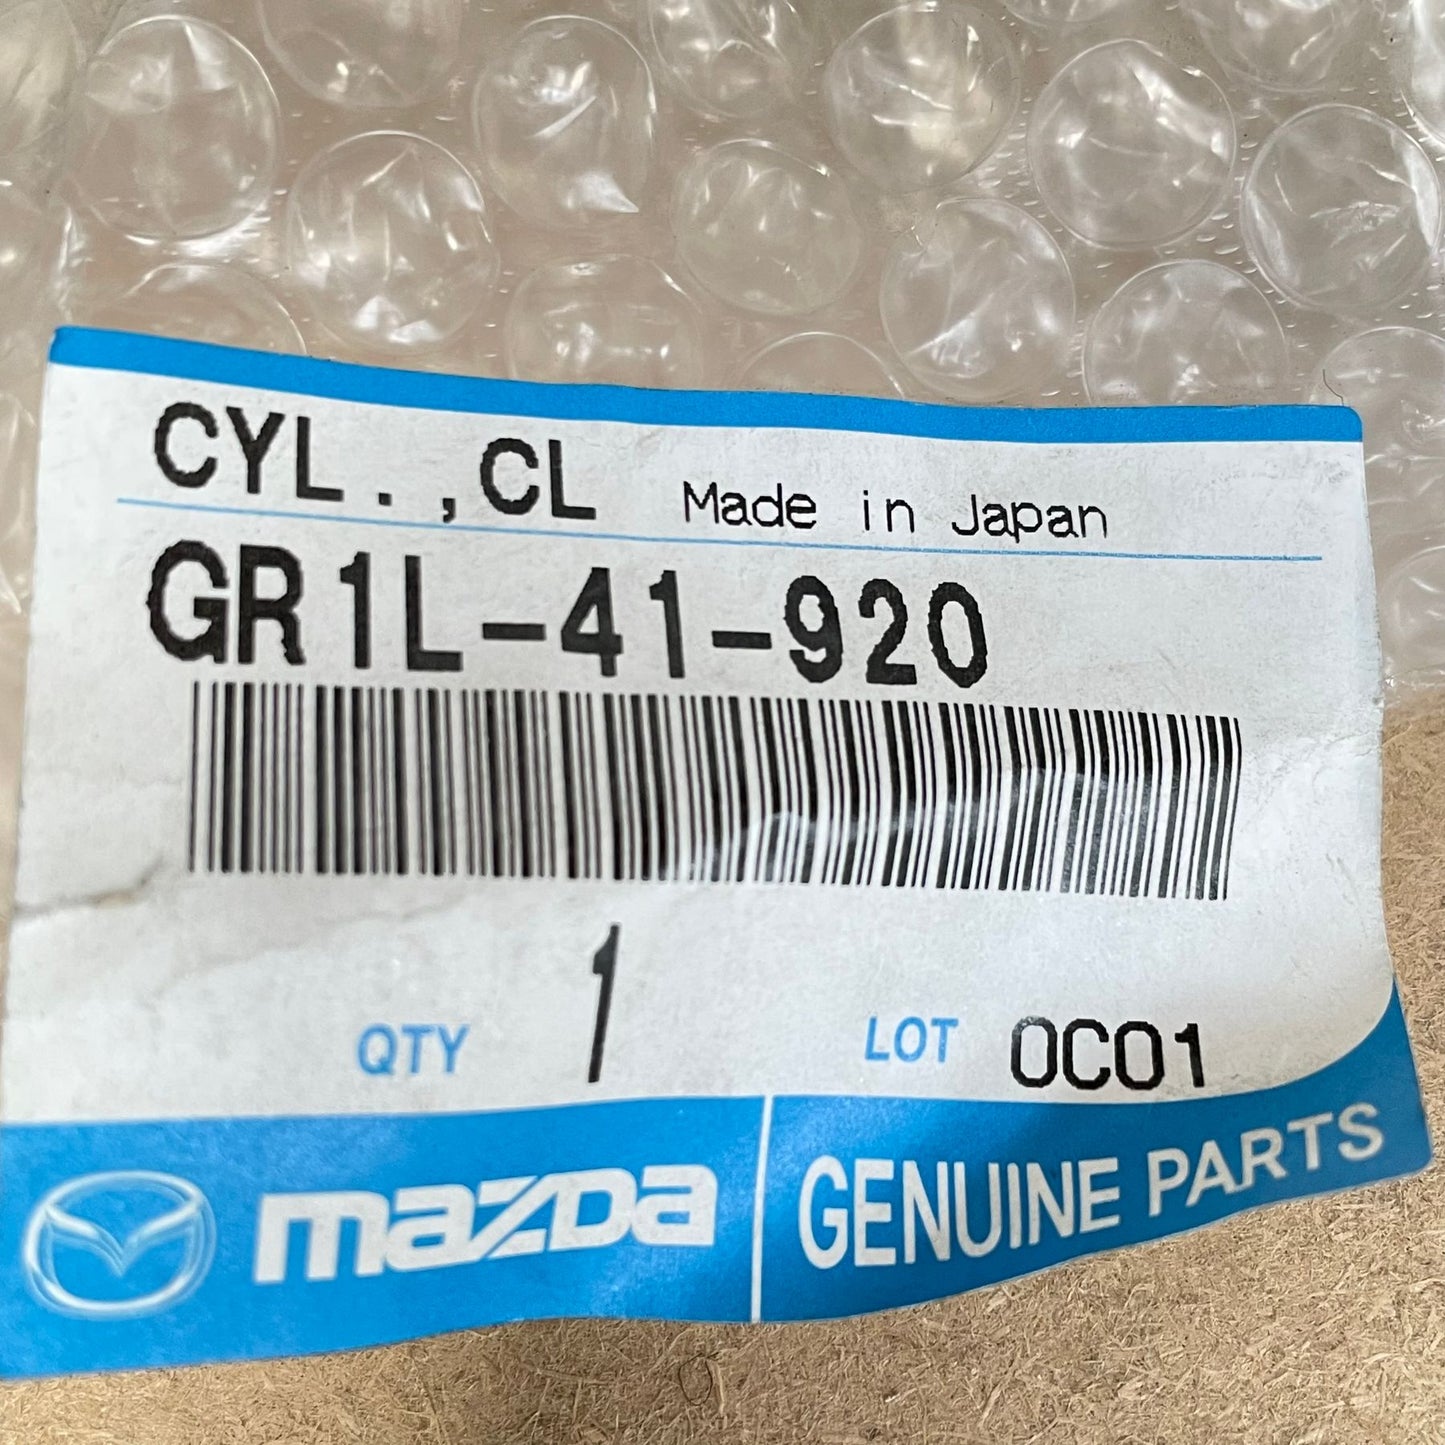 CYL.,CL Made in Japan
GR1L-41-920
QTY 1 LOT 0C01
mazda GENUINE PARTS